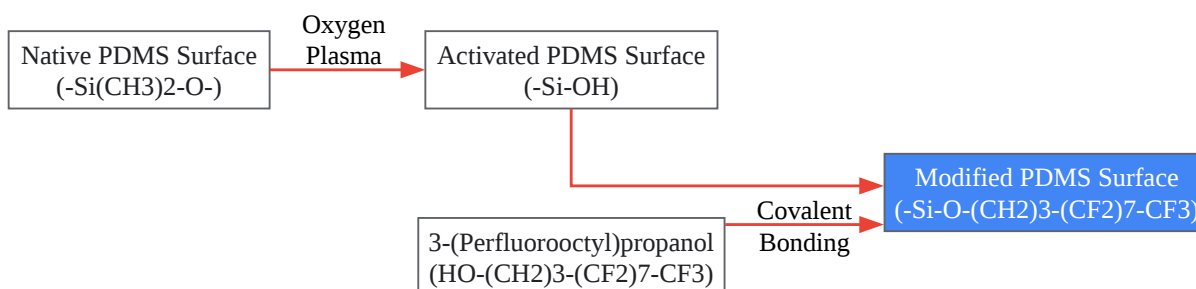 Native PDMS Surface
(-Si(CH3)2-O-)
Oxygen
Plasma
Activated PDMS Surface
(-Si-OH)
Modified PDMS Surface
(-Si-O-(CH2)3-(CF2)7-CF3)
3-(Perfluorooctyl)propanol
(HO-(CH2)3-(CF2)7-CF3)
Covalent
Bonding